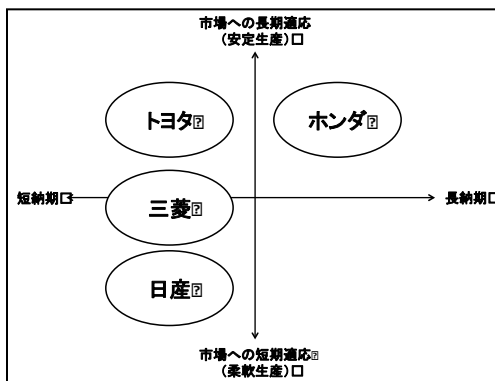 市場への長期適応
（安定生産）
トヨタ
ホンダ
短納期
長納期
三菱
日産
市場への短期適応
（柔軟生産）